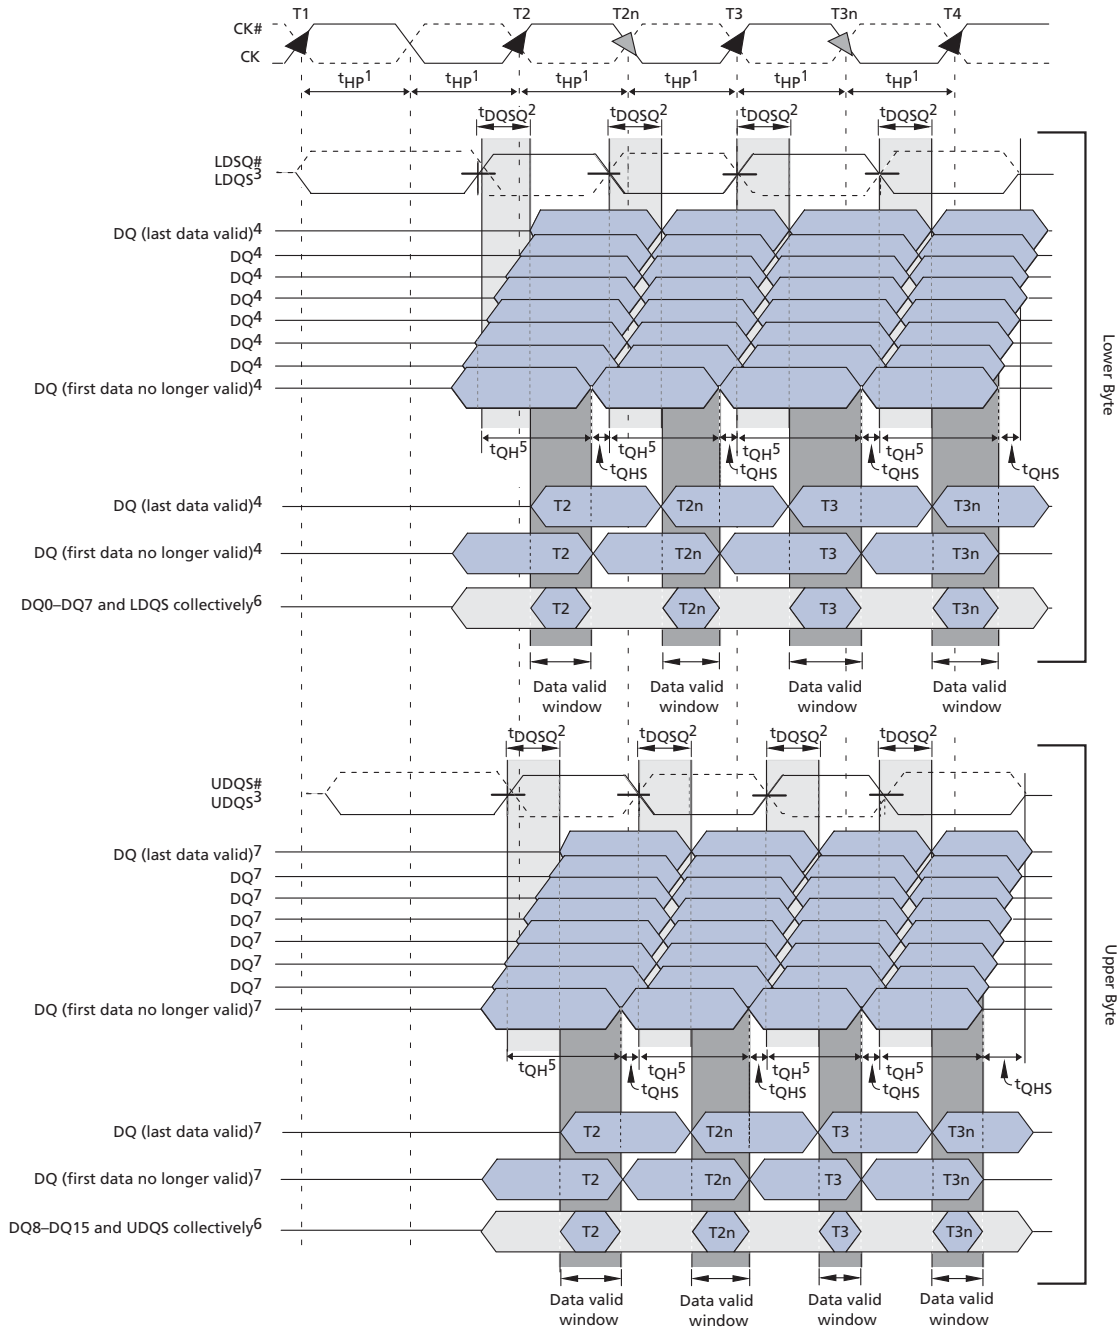 T1 T2 T2n T3 T3n T4
CK#
CK
tHP1 tHP1 tHP1 tHP1 tHP1 tHP1
tDQSQ2 tDQSQ2 tDQSQ2 tDQSQ2
LDSQ#
LDQS3
DQ (last data valid)4
DQ4
DQ4
DQ4
DQ4
DQ4
DQ4
DQ (first data no longer valid)4
Lower Byte
tQH5 tQH5 tQH5 tQH5
tQHS tQHS tQHS tQHS
DQ (last data valid)4 T2 T2n T3 T3n
DQ (first data no longer valid)4 T2 T2n T3 T3n
DQ0–DQ7 and LDQS collectively6 T2 T2n T3 T3n
Data valid window
Data valid window
Data valid window
Data valid window
tDQSQ2 tDQSQ2 tDQSQ2 tDQSQ2
UDQS#
UDQS3
DQ (last data valid)7
DQ7
DQ7
DQ7
DQ7
DQ7
DQ7
DQ (first data no longer valid)7
Upper Byte
tQH5 tQH5 tQH5 tQH5
tQHS tQHS tQHS tQHS
DQ (last data valid)7 T2 T2n T3 T3n
DQ (first data no longer valid)7 T2 T2n T3 T3n
DQ8–DQ15 and UDQS collectively6 T2 T2n T3 T3n
Data valid window
Data valid window
Data valid window
Data valid window